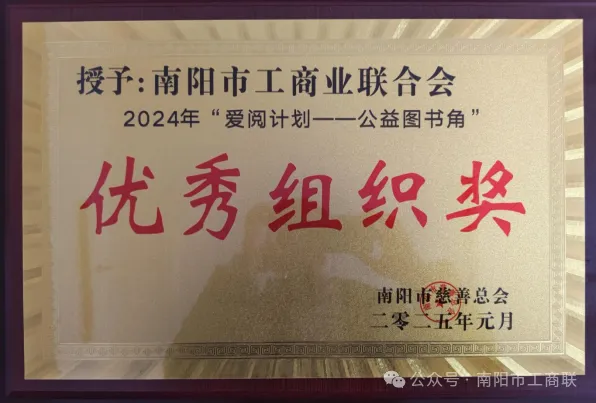 授予:南阳市工商业联合会
2024年“爱阅计划——公益图书角”
优秀组织奖
南阳市慈善总会
二零二五年元月
公众号·南阳市工商联